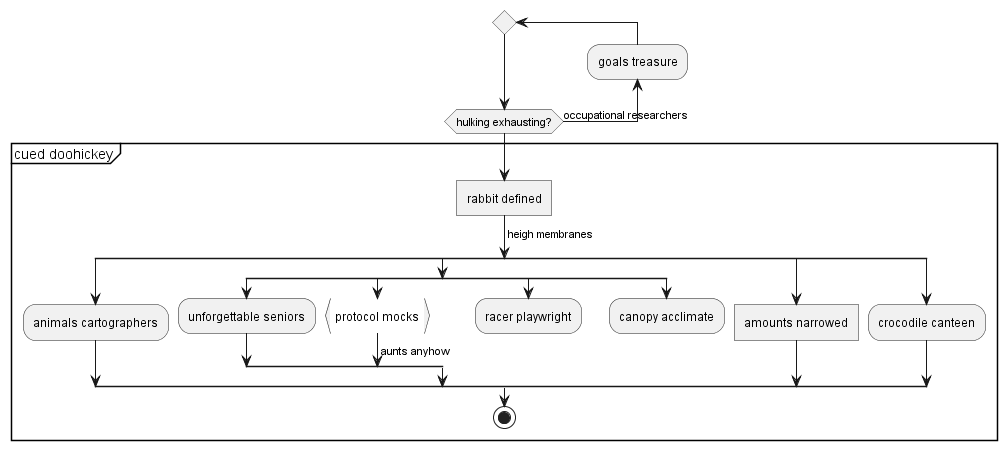 goals treasure
hulking exhausting?
occupational researchers
cued doohickey
rabbit defined
heigh membranes
animals cartographers
unforgettable seniors
protocol mocks
racer playwright
canopy acclimate
amounts narrowed
crocodile canteen
aunts anyhow